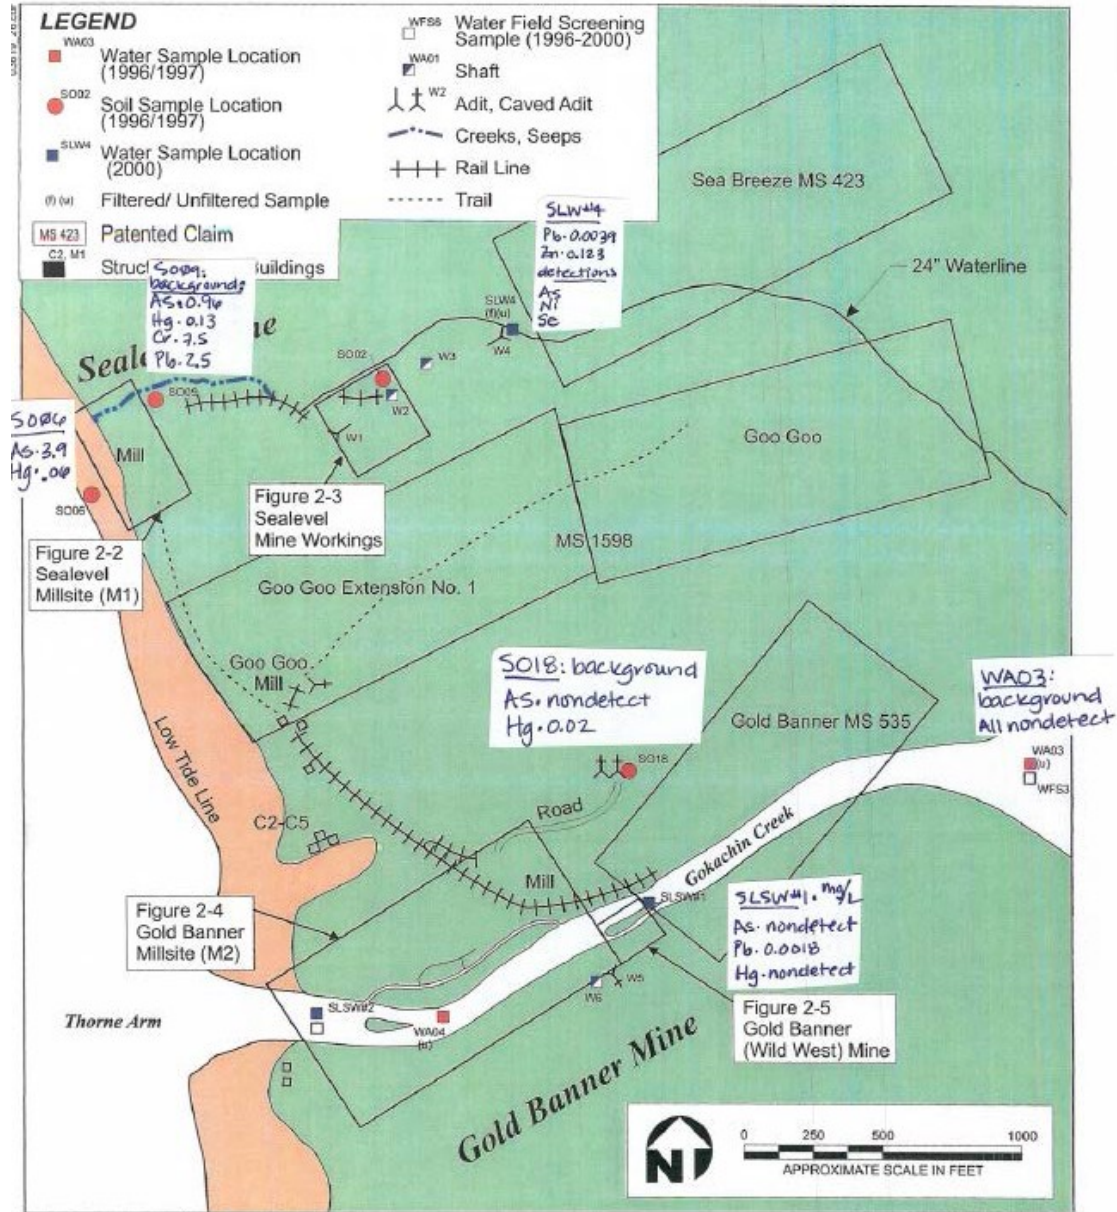 LEGEND
WA03
Water Sample Location
(1996/1997)
SO02
Soil Sample Location
(1996/1997)
SLW4
Water Sample Location
(2000)
(f) (u) Filtered/ Unfiltered Sample
MS 423 Patented Claim
C2, M1
Struc
Buildings
WFS6
Water Field Screening
Sample (1996-2000)
WA01
Shaft
W2
Adit, Caved Adit
Creeks, Seeps
Rail Line
Trail
Sea Breeze MS 423
SLW#4
Pb. 0.0039
Zn. 0.123
detections
As
Ni
Se
24" Waterline
SO09:
background:
AS. 0.96
Hg. 0.13
Cr. 7.5
Pb. 2.5
Seale
ne
SLW4
(f)(u)
W4
W3
SO02
W2
W1
SO09
SO06
As. 3.9
Hg. .06
Mill
SO06
Goo Goo
Figure 2-3
Sealevel
Mine Workings
MS 1598
Figure 2-2
Sealevel
Millsite (M1)
Goo Goo Extension No. 1
Goo Goo
Mill
SO18: background
AS. nondetect
Hg. 0.02
Gold Banner MS 535
WA03:
background
All nondetect
WA03
(u)
WFS3
SO18
Low Tide Line
Road
C2-C5
Gokachin Creek
Mill
SLSW#1
SLSW#1. mg/L
As. nondetect
Pb. 0.0018
Hg. nondetect
Figure 2-4
Gold Banner
Millsite (M2)
W5
W6
Figure 2-5
Gold Banner
(Wild West) Mine
Thorne Arm
SLSW#2
WA04
(u)
Gold Banner Mine
N
0 250 500 1000
APPROXIMATE SCALE IN FEET